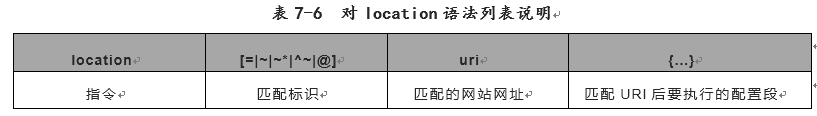 表 7-6 对 location 语法列表说明
location [=|~|~*|^~|@] uri {…}
指令 匹配标识 匹配的网站网址 匹配 URI 后要执行的配置段